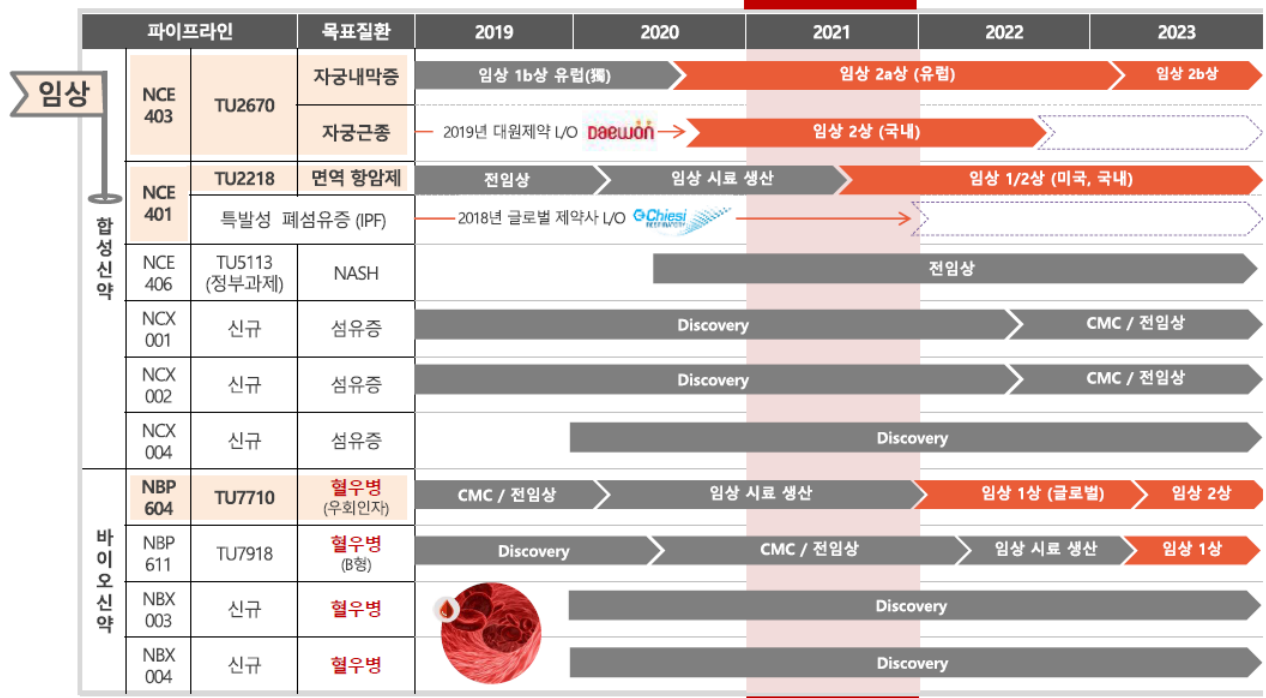 파이프라인 목표질환 2019 2020 2021 2022 2023
임상
합성신약
NCE 403 TU2670 자궁내막증 임상 1b상 유럽(獨) 임상 2a상 (유럽) 임상 2b상
자궁근종 2019년 대원제약 L/O DAEWON 임상 2상 (국내)
NCE 401 TU2218 면역 항암제 전임상 임상 시료 생산 임상 1/2상 (미국, 국내)
특발성 폐섬유증 (IPF) 2018년 글로벌 제약사 L/O Chiesi RESPIRATORY
NCE 406 TU5113 (정부과제) NASH 전임상
NCX 001 신규 섬유증 Discovery CMC / 전임상
NCX 002 신규 섬유증 Discovery CMC / 전임상
NCX 004 신규 섬유증 Discovery
바이오신약
NBP 604 TU7710 혈우병 (우회인자) CMC / 전임상 임상 시료 생산 임상 1상 (글로벌) 임상 2상
NBP 611 TU7918 혈우병 (B형) Discovery CMC / 전임상 임상 시료 생산 임상 1상
NBX 003 신규 혈우병 Discovery
NBX 004 신규 혈우병 Discovery